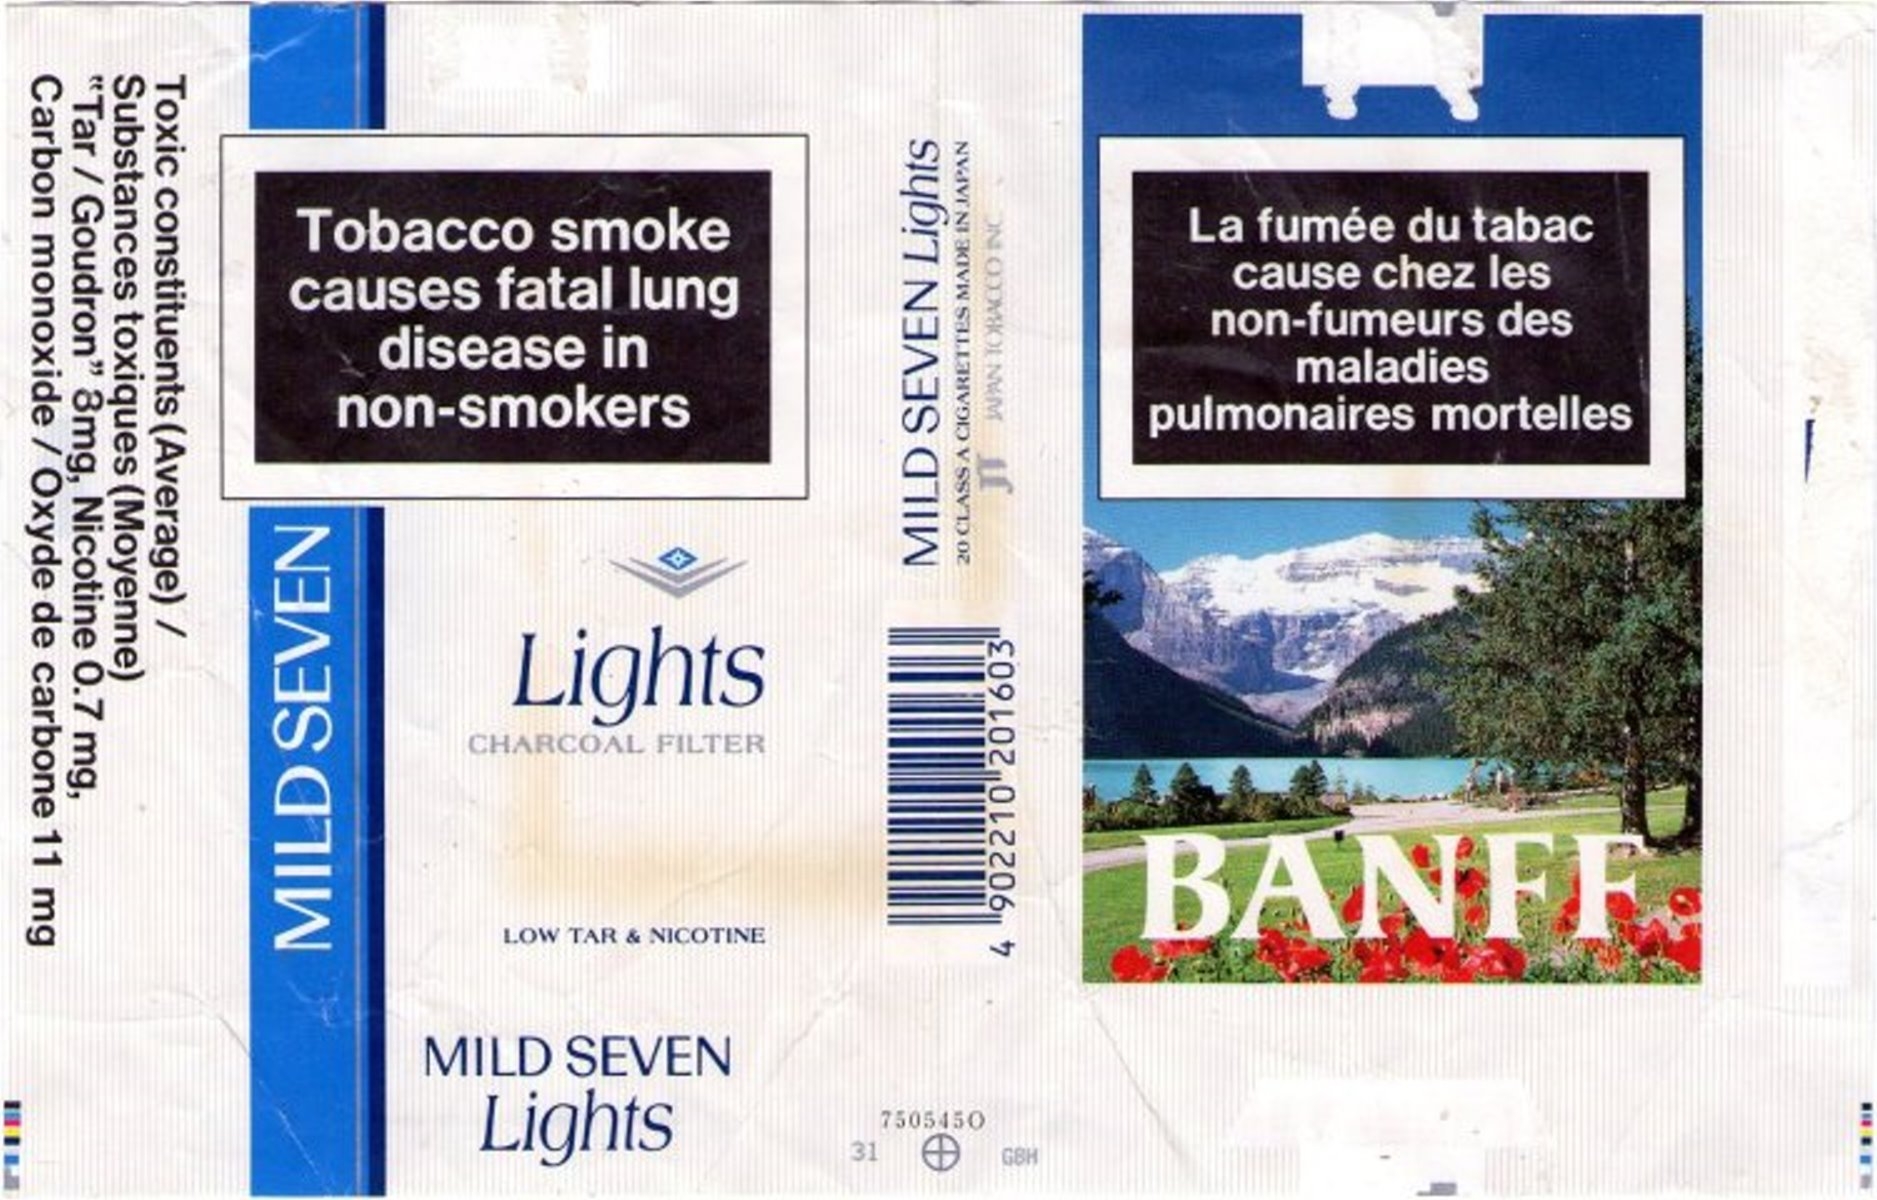 Toxic constituents (Average) /
Substances toxiques (Moyenne)
"Tar / Goudron" 8mg, Nicotine 0.7 mg,
Carbon monoxide / Oxyde de carbone 11 mg
Tobacco smoke
causes fatal lung
disease in
non-smokers
MILD SEVEN
Lights
CHARCOAL FILTER
LOW TAR & NICOTINE
MILD SEVEN
Lights
MILD SEVEN Lights
20 CLASS A CIGARETTES MADE IN JAPAN
JT JAPAN TOBACCO INC.
4 902210 201603
7505450
31 GBM
La fumée du tabac
cause chez les
non-fumeurs des
maladies
pulmonaires mortelles
BANFF